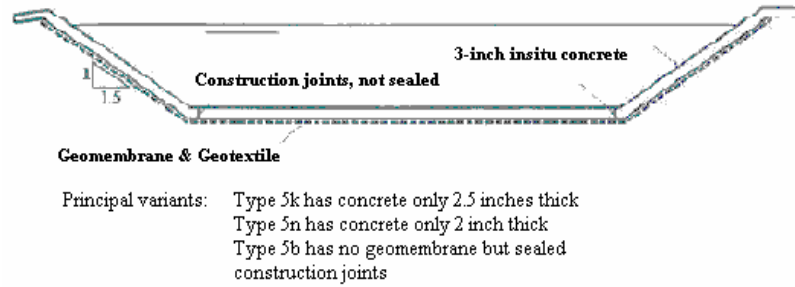 3-inch insitu concrete
Construction joints, not sealed
1
1.5
Geomembrane & Geotextile
Principal variants: Type 5k has concrete only 2.5 inches thick
Type 5n has concrete only 2 inch thick
Type 5b has no geomembrane but sealed
construction joints